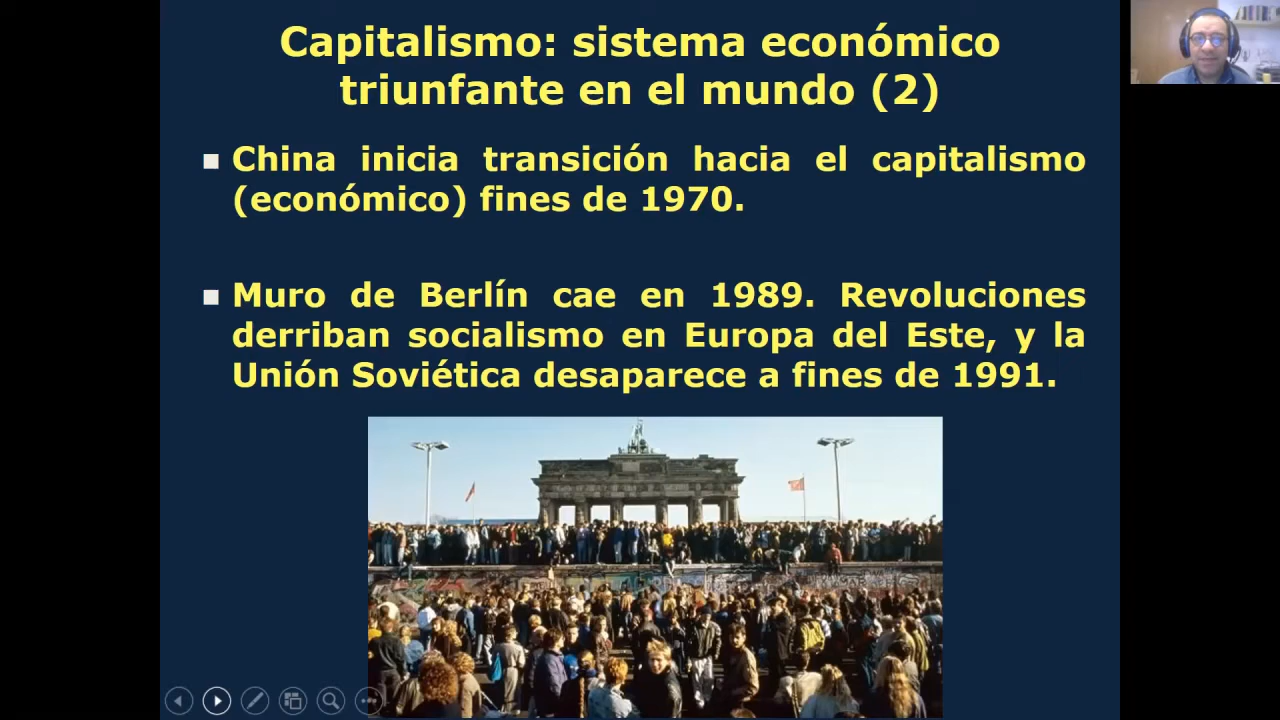 Capitalismo: sistema económico
triunfante en el mundo (2)
China inicia transición hacia el capitalismo
(económico) fines de 1970.
Muro de Berlín cae en 1989. Revoluciones
derriban socialismo en Europa del Este, y la
Unión Soviética desaparece a fines de 1991.